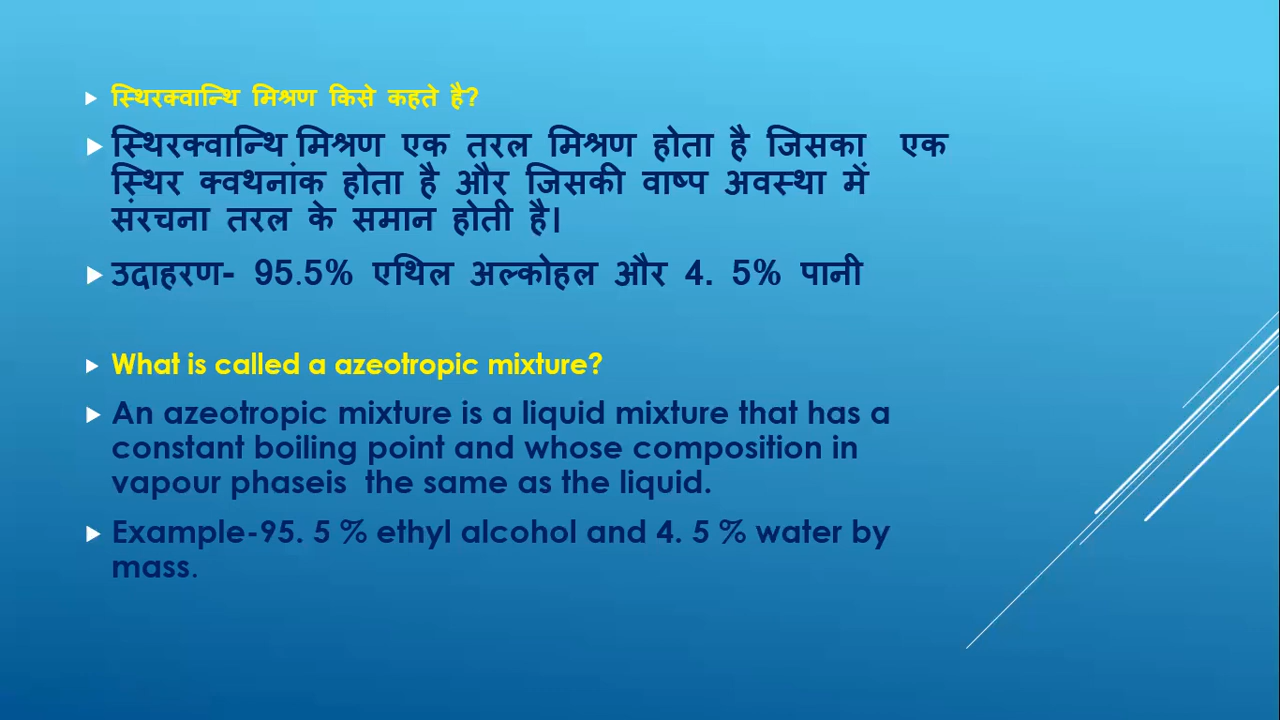 स्थिरक्वान्थि मिश्रण किसे कहते है?
स्थिरक्वान्थि मिश्रण एक तरल मिश्रण होता है जिसका एक
स्थिर क्वथनांक होता है और जिसकी वाष्प अवस्था में
संरचना तरल के समान होती है।
उदाहरण- 95.5% एथिल अल्कोहल और 4. 5% पानी
What is called a azeotropic mixture?
An azeotropic mixture is a liquid mixture that has a
constant boiling point and whose composition in
vapour phaseis the same as the liquid.
Example-95. 5 % ethyl alcohol and 4. 5 % water by
mass.